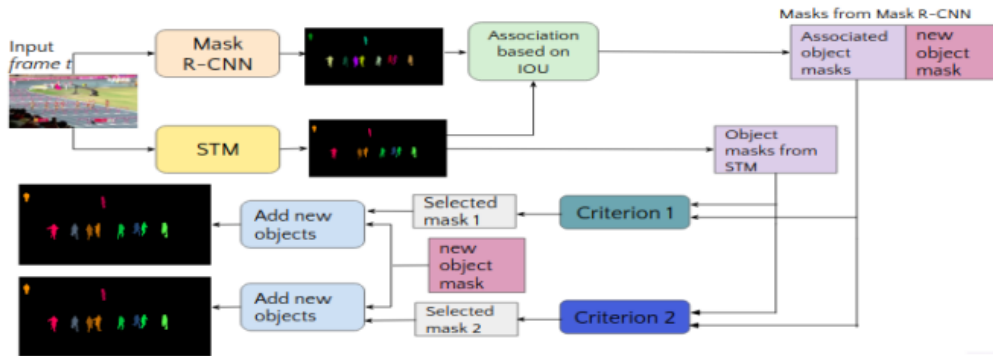 Masks from Mask R-CNN
Input
frame t
Mask
R-CNN
Association
based on
IOU
Associated
object
masks
new
object
mask
STM
Object
masks from
STM
Add new
objects
Selected
mask 1
Criterion 1
new
object
mask
Add new
objects
Selected
mask 2
Criterion 2